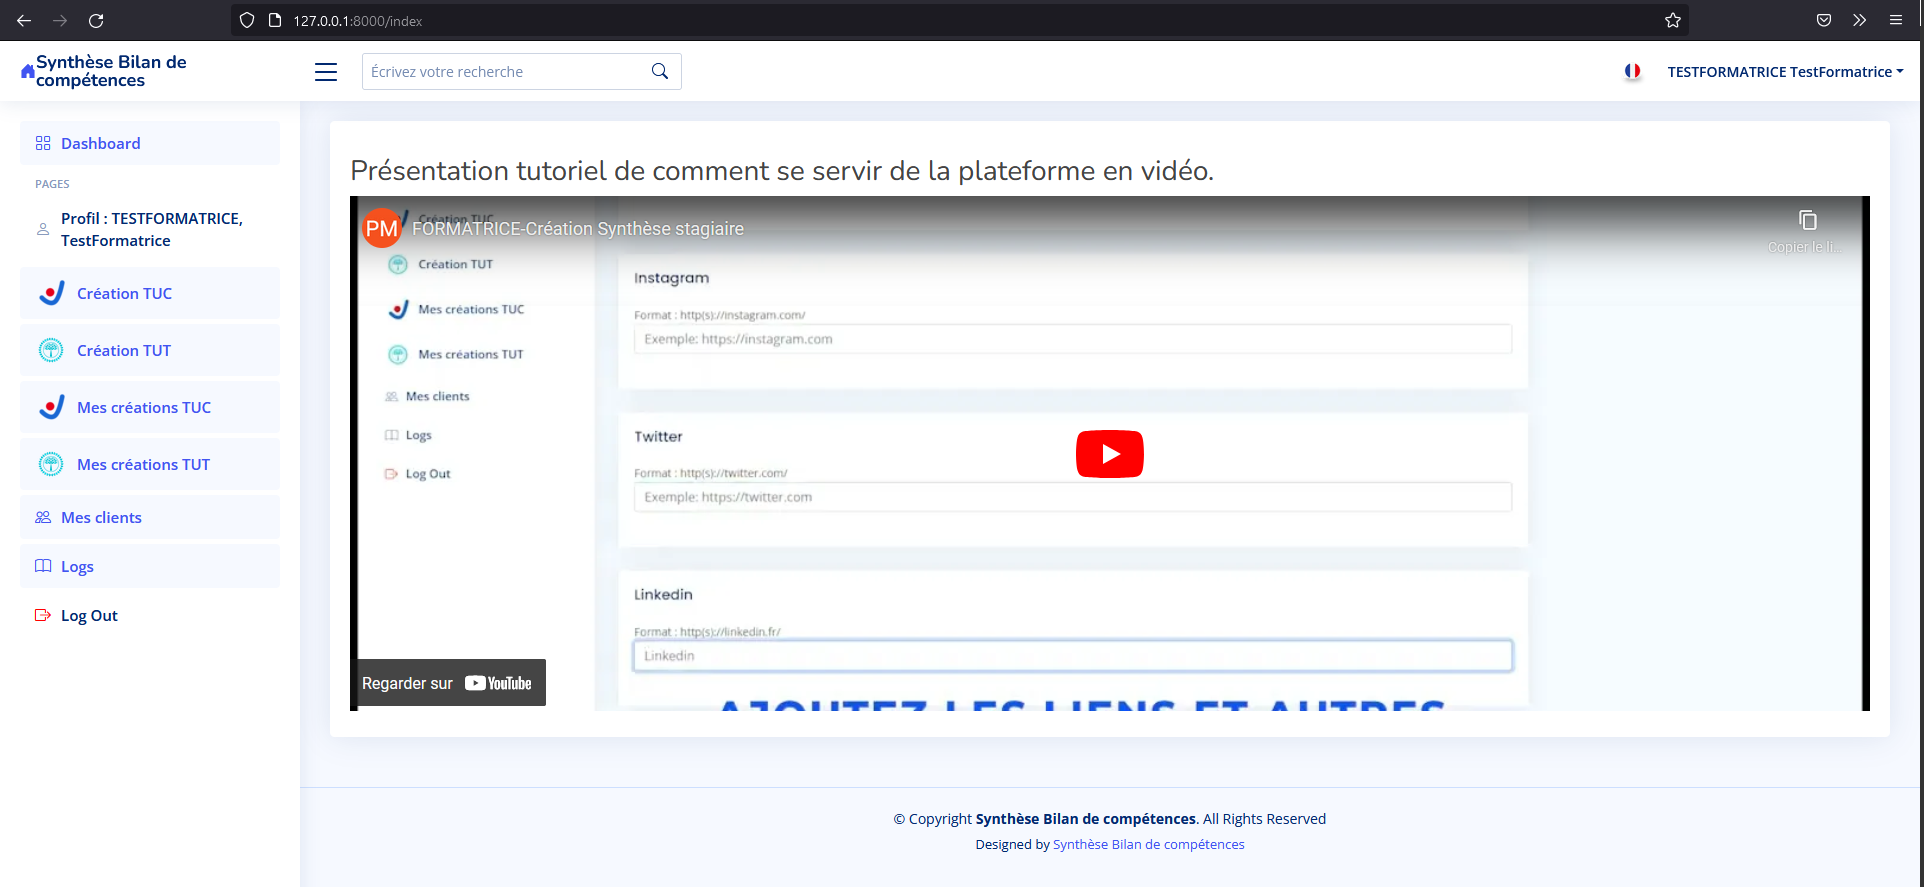 127.0.0.1:8000/index
Synthèse Bilan de
compétences
Écrivez votre recherche
TESTFORMATRICE TestFormatrice
Dashboard
PAGES
Profil : TESTFORMATRICE,
TestFormatrice
Création TUC
Création TUT
Mes créations TUC
Mes créations TUT
Mes clients
Logs
Log Out
Présentation tutoriel de comment se servir de la plateforme en vidéo.
PM
FORMATRICE-Création Synthèse stagiaire
Copier le li...
Création TUC
Création TUT
Mes créations TUC
Mes créations TUT
Mes clients
Logs
Log Out
Instagram
Format : http(s)://instagram.com/
Exemple: https://instagram.com
Twitter
Format : http(s)://twitter.com/
Exemple: https://twitter.com
Linkedin
Format : http(s)://linkedin.fr/
Linkedin
AJOUTEZ LES LIENS ET AUTRES
Regarder sur YouTube
© Copyright Synthèse Bilan de compétences. All Rights Reserved
Designed by Synthèse Bilan de compétences